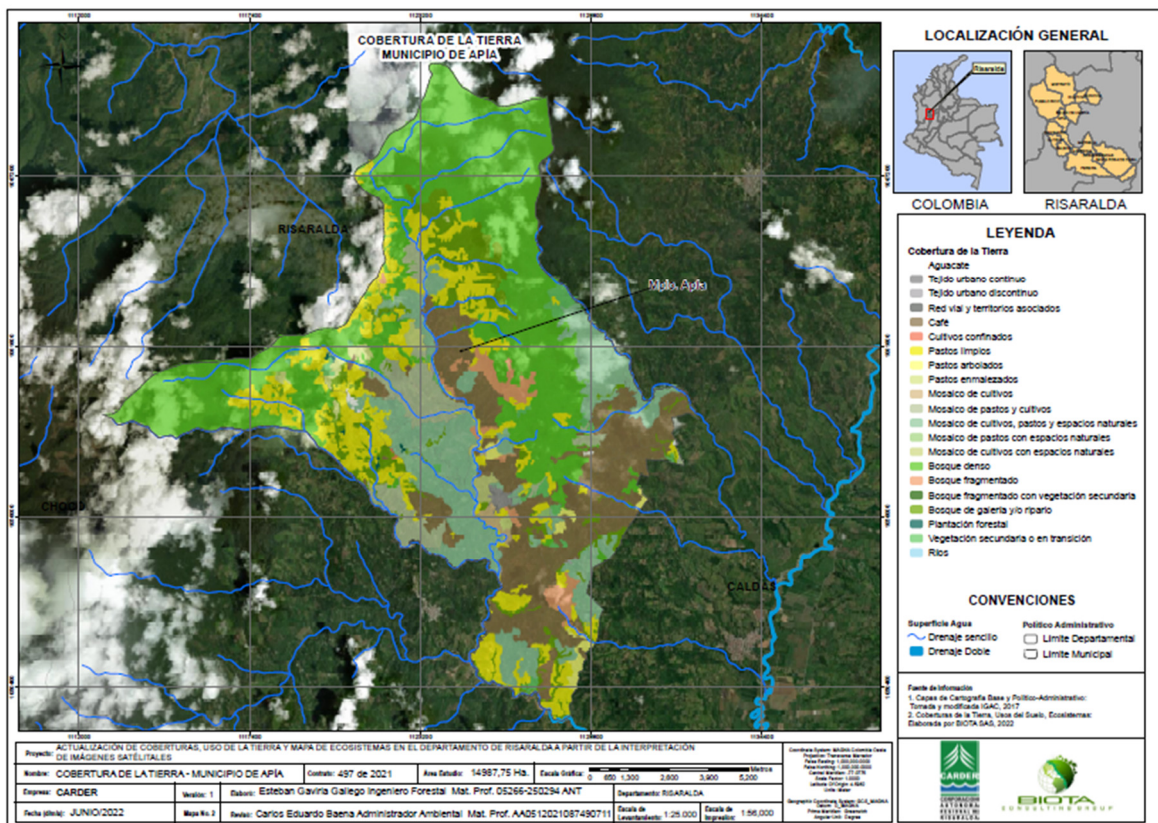 COBERTURA DE LA TIERRA
MUNICIPIO DE APÍA
RISARALDA
Mpio. Apía
CHOCO
CALDAS
LOCALIZACIÓN GENERAL
Risaralda
COLOMBIA
RISARALDA
LEYENDA
Cobertura de la Tierra
Aguacate
Tejido urbano continuo
Tejido urbano discontinuo
Red vial y territorios asociados
Café
Cultivos confinados
Pastos limpios
Pastos arbolados
Pastos enmalezados
Mosaico de cultivos
Mosaico de pastos y cultivos
Mosaico de cultivos, pastos y espacios naturales
Mosaico de pastos con espacios naturales
Mosaico de cultivos con espacios naturales
Bosque denso
Bosque fragmentado
Bosque fragmentado con vegetación secundaria
Bosque de galería y/o ripario
Plantación forestal
Vegetación secundaria o en transición
Ríos
CONVENCIONES
Superficie Agua
Drenaje sencillo
Drenaje Doble
Político Administrativo
Límite Departamental
Límite Municipal
Fuente de Información
1. Capas de Cartografía Base y Político-Administrativo:
Tomada y modificada IGAC, 2017
2. Coberturas de la Tierra, Usos del Suelo, Ecosistemas:
Elaborada por BIOTA SAS, 2022
Proyecto: ACTUALIZACIÓN DE COBERTURAS, USO DE LA TIERRA Y MAPA DE ECOSISTEMAS EN EL DEPARTAMENTO DE RISARALDA A PARTIR DE LA INTERPRETACIÓN
DE IMÁGENES SATÉLITALES
Nombre: COBERTURA DE LA TIERRA - MUNICIPIO DE APÍA
Contrato: 497 de 2021
Área Estudio: 14987,75 Ha.
Escala Gráfica:
Metros
0 650 1,300 2,600 3,900 5,200
Empresa: CARDER
Versión: 1
Elaboró: Esteban Gaviria Gallego Ingeniero Forestal Mat. Prof. 05266-250294 ANT
Departamento: RISARALDA
Fecha (d/m/a): JUNIO/2022
Mapa No. 2
Revisó: Carlos Eduardo Baena Administrador Ambiental Mat. Prof. AA0512021087490711
Escala de
Levantamiento: 1:25.000
Escala de
Impresión: 1:56,000
CARDER
CORPORACIÓN
AUTÓNOMA
REGIONAL DE
RISARALDA
BIOTA
CONSULTING GROUP